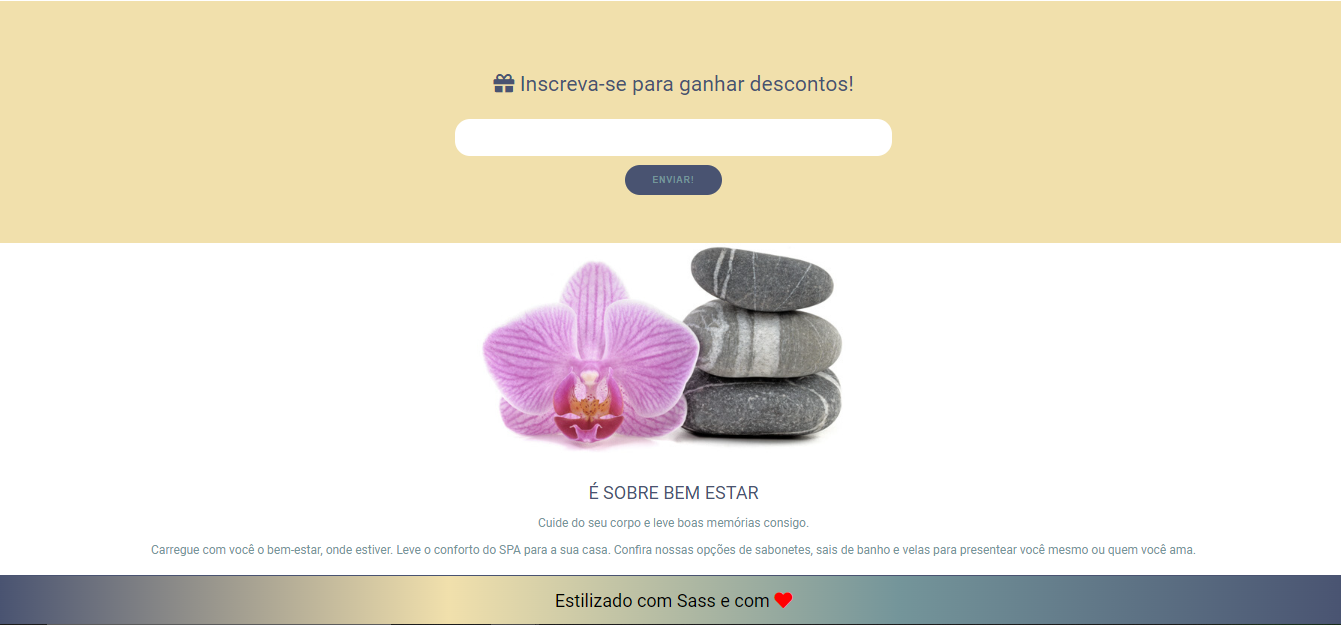 Inscreva-se para ganhar descontos!
ENVIAR!
É SOBRE BEM ESTAR
Cuide do seu corpo e leve boas memórias consigo.
Carregue com você o bem-estar, onde estiver. Leve o conforto do SPA para a sua casa. Confira nossas opções de sabonetes, sais de banho e velas para presentear você mesmo ou quem você ama.
Estilizado com Sass e com